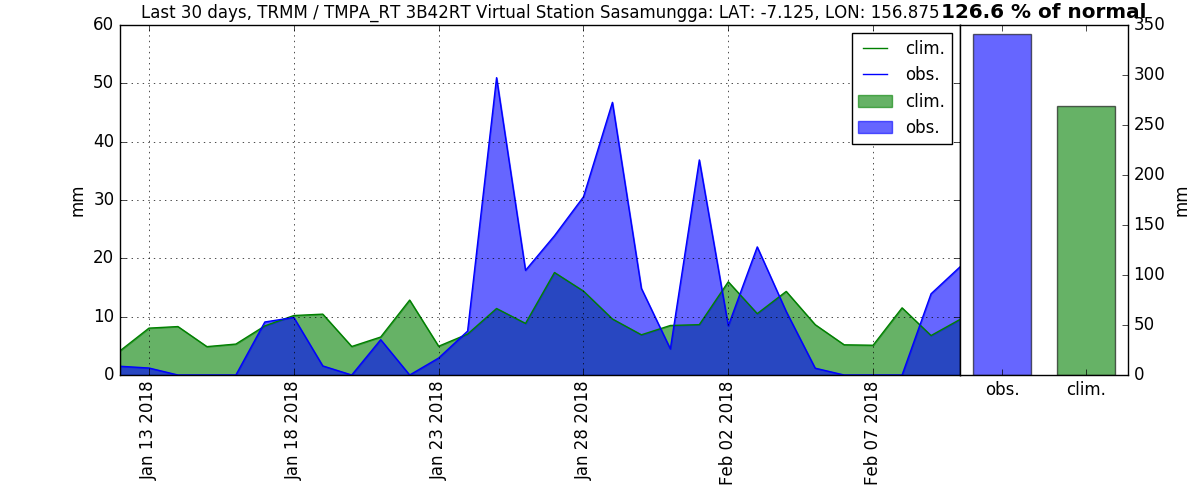 Last 30 days, TRMM / TMPA_RT 3B42RT Virtual Station Sasamungga: LAT: -7.125, LON: 156.875
126.6 % of normal
60
50
40
30
20
10
0
mm
clim.
obs.
clim.
obs.
Jan 13 2018
Jan 18 2018
Jan 23 2018
Jan 28 2018
Feb 02 2018
Feb 07 2018
350
300
250
200
150
100
50
0
mm
obs.
clim.